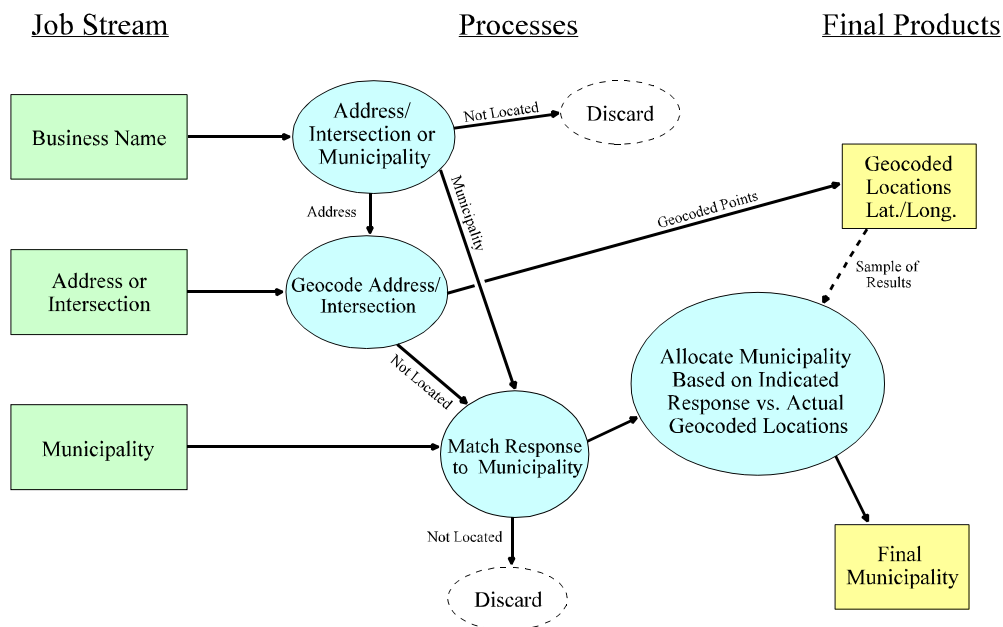 Job Stream
Processes
Final Products
Business Name
Address/
Intersection or
Municipality
Not Located
Discard
Address
Municipality
Geocoded Points
Geocoded
Locations
Lat./Long.
Address or
Intersection
Geocode Address/
Intersection
Sample of
Results
Not Located
Allocate Municipality
Based on Indicated
Response vs. Actual
Geocoded Locations
Municipality
Match Response
to Municipality
Not Located
Discard
Final
Municipality